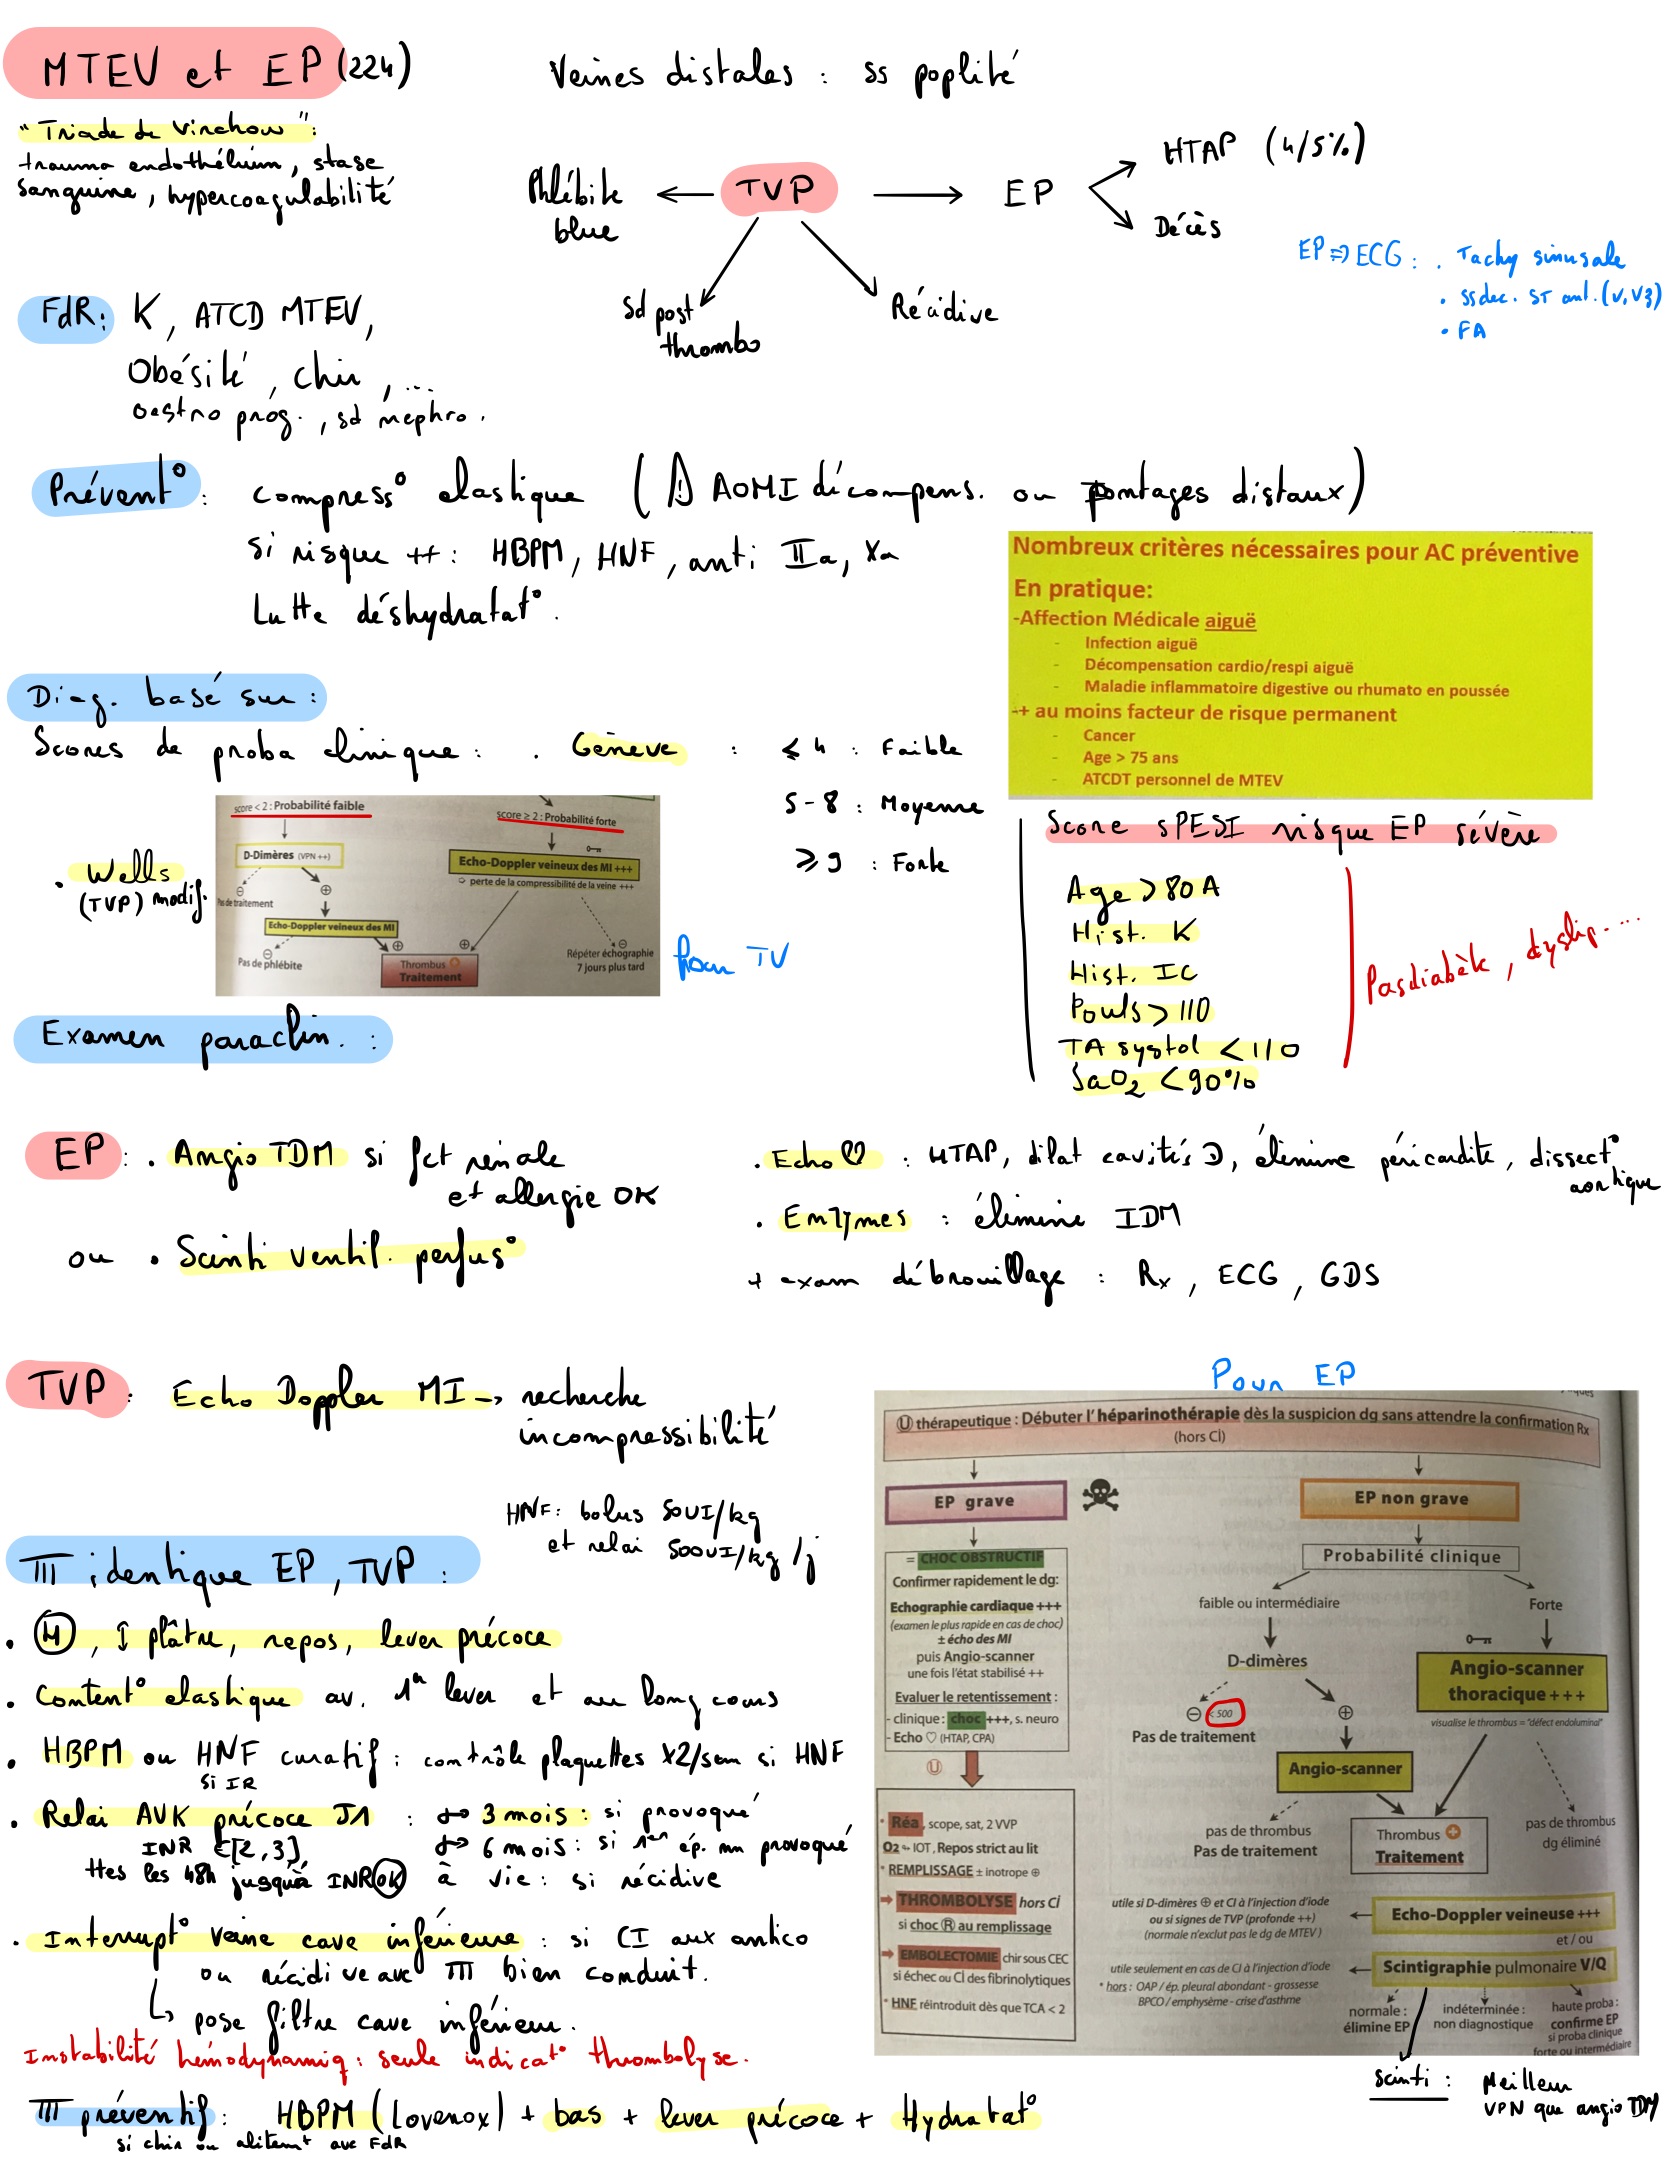 MTEV et EP (224)
Veines distales : ss poplité
"Triade de Virchow" :
trauma endothélium, stase
sanguine, hypercoagulabilité
Phlébite
blue
TVP
EP
HTAP (4/5%)
Décès
Sd post
thrombo
Récidive
EP => ECG : . Tachy sinusale
. ssdec. ST ant. (V1V3)
. FA
FdR: K, ATCD MTEV,
Obésité, chir, ...
oestro prog., sd néphro.
Prévent° : compress° elastique (⚠ AOMI décompens. ou pontages distaux)
si risque ++ : HBPM, HNF, anti IIa, Xa
Lutte déshydratat°.
Nombreux critères nécessaires pour AC préventive
En pratique:
-Affection Médicale aiguë
- Infection aiguë
- Décompensation cardio/respi aiguë
- Maladie inflammatoire digestive ou rhumato en poussée
-+ au moins facteur de risque permanent
- Cancer
- Age > 75 ans
- ATCDT personnel de MTEV
Diag. basé sur :
Scores de proba clinique : . Genève : ≤ 4 : Faible
5-8 : Moyenne
≥ 9 : Forte
. Wells
(TVP) modif.
score < 2 : Probabilité faible
score ≥ 2 : Probabilité forte
D-Dimères (VPN ++)
Echo-Doppler veineux des MI +++
perte de la compressibilité de la veine +++
Pas de traitement
Echo-Doppler veineux des MI
Pas de phlébite
Thrombus +
Traitement
Répéter échographie
7 jours plus tard
Pour TV
Score sPESI risque EP sévère
Age > 80 A
Hist. K
Hist. IC
Pouls > 110
TA systol < 110
SaO2 < 90%
Pas diabète, dyslip....
Examen paraclin. :
EP : . Angio TDM si fct rénale
et allergie OK
ou . Scinti ventil. perfus°
. Echo ♡ : HTAP, dilat cavités D, élimine péricardite, dissect°
aortique
. Enzymes : élimine IDM
+ exam débrouillage : Rx, ECG, GDS
TVP : Echo Doppler MI → recherche
incompressibilité
HNF : bolus 80UI/kg
et relai 500UI/kg/j
TTT identique EP, TVP :
. H, plâtre, repos, lever précoce
. Content° elastique av. 1er lever et au long cours
. HBPM ou HNF curatif : contrôle plaquettes x2/sem si HNF
si IR
. Relai AVK précoce J1 : 3 mois : si provoqué
INR E[2,3] 6 mois : si 1er ép. nn provoqué
ttes les 48h jusqu'à INR OK à vie : si récidive
. Interrupt° veine cave inférieure : si CI aux antico
ou récidive avc TTT bien conduit.
↳ pose filtre cave inférieur.
Instabilité hémodynamiq : seule indicat° thrombolyse.
TTT préventif : HBPM (Lovenox) + bas + lever précoce + Hydratat°
si chir ou alitemt avc FdR
Pour EP
U thérapeutique : Débuter l'héparinothérapie dès la suspicion dg sans attendre la confirmation Rx
(hors CI)
EP grave
EP non grave
= CHOC OBSTRUCTIF
Confirmer rapidement le dg:
Echographie cardiaque +++
(examen le plus rapide en cas de choc)
± écho des MI
puis Angio-scanner
une fois l'état stabilisé ++
Evaluer le retentissement :
- clinique : choc +++, s. neuro
- Echo ♡ (HTAP, CPA)
U
* Réa, scope, sat, 2 VVP
O2 IOT, Repos strict au lit
* REMPLISSAGE ± inotrope ⊕
THROMBOLYSE hors CI
si choc R au remplissage
EMBOLECTOMIE chir sous CEC
si échec ou CI des fibrinolytiques
* HNF réintroduit dès que TCA < 2
Probabilité clinique
faible ou intermédiaire
Forte
D-dimères
Angio-scanner
thoracique +++
visualise le thrombus = "défect endoluminal"
⊖ < 500
Pas de traitement
Angio-scanner
pas de thrombus
Pas de traitement
Thrombus +
Traitement
pas de thrombus
dg éliminé
utile si D-dimères ⊕ et CI à l'injection d'iode
ou si signes de TVP (profonde ++)
(normale n'exclut pas le dg de MTEV)
Echo-Doppler veineuse +++
et / ou
utile seulement en cas de CI à l'injection d'iode
* hors : OAP / ép. pleural abondant - grossesse
BPCO / emphysème - crise d'asthme
Scintigraphie pulmonaire V/Q
normale :
élimine EP
indéterminée :
non diagnostique
haute proba :
confirme EP
si proba clinique
forte ou intermédiaire
Scinti : Meilleur
VPN que angio TDM